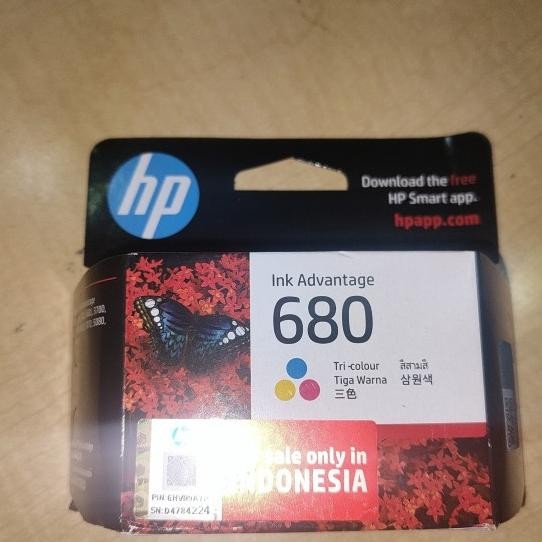 hp
Download the free
HP Smart app.
hpapp.com
Ink Advantage
680
Tri-colour
สีสามสี
Tiga Warna
삼원색
三色
sale only in
INDONESIA
SN:D4784224